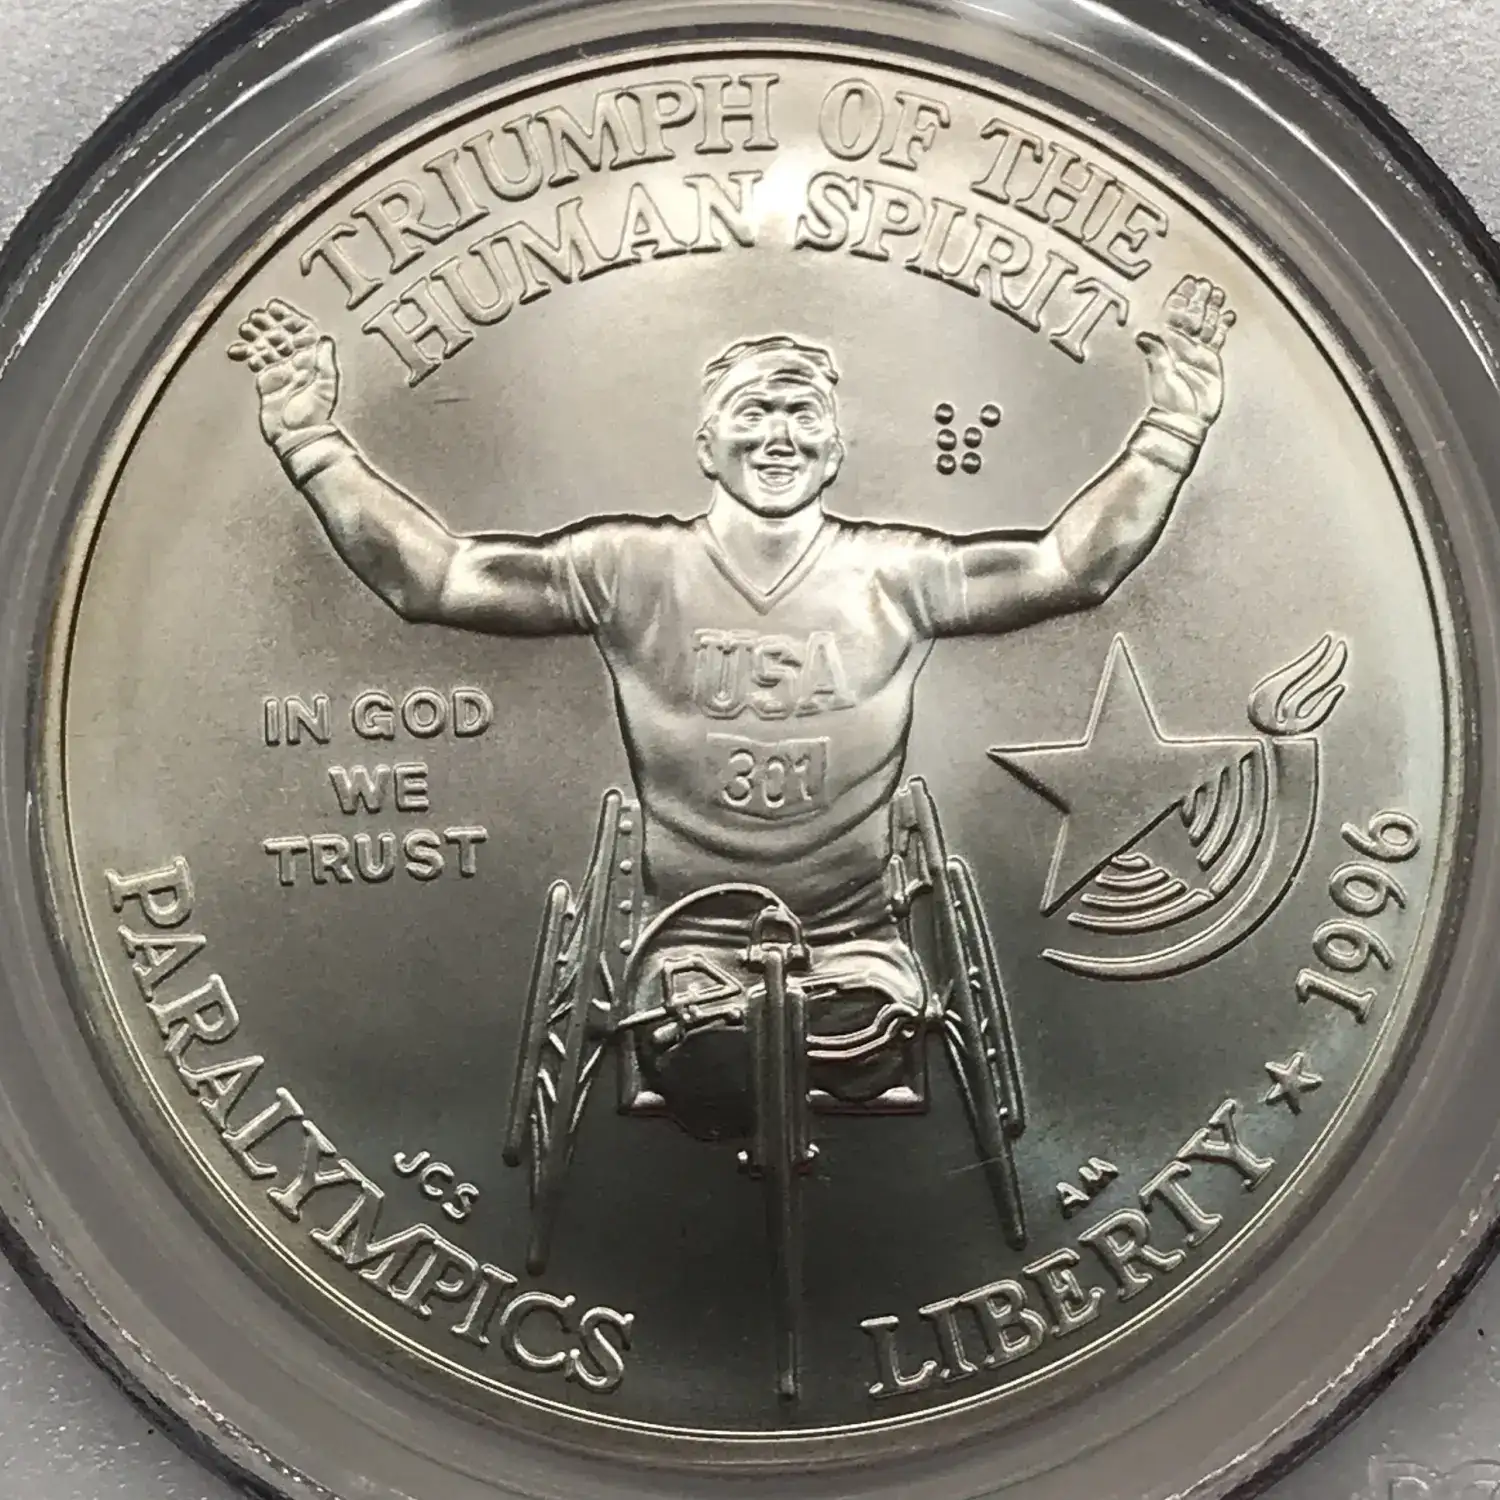 TRIUMPH OF THE
HUMAN SPIRIT
USA
301
IN GOD
WE
TRUST
PARALYMPICS
JCS
AM
LIBERTY ★ 1996